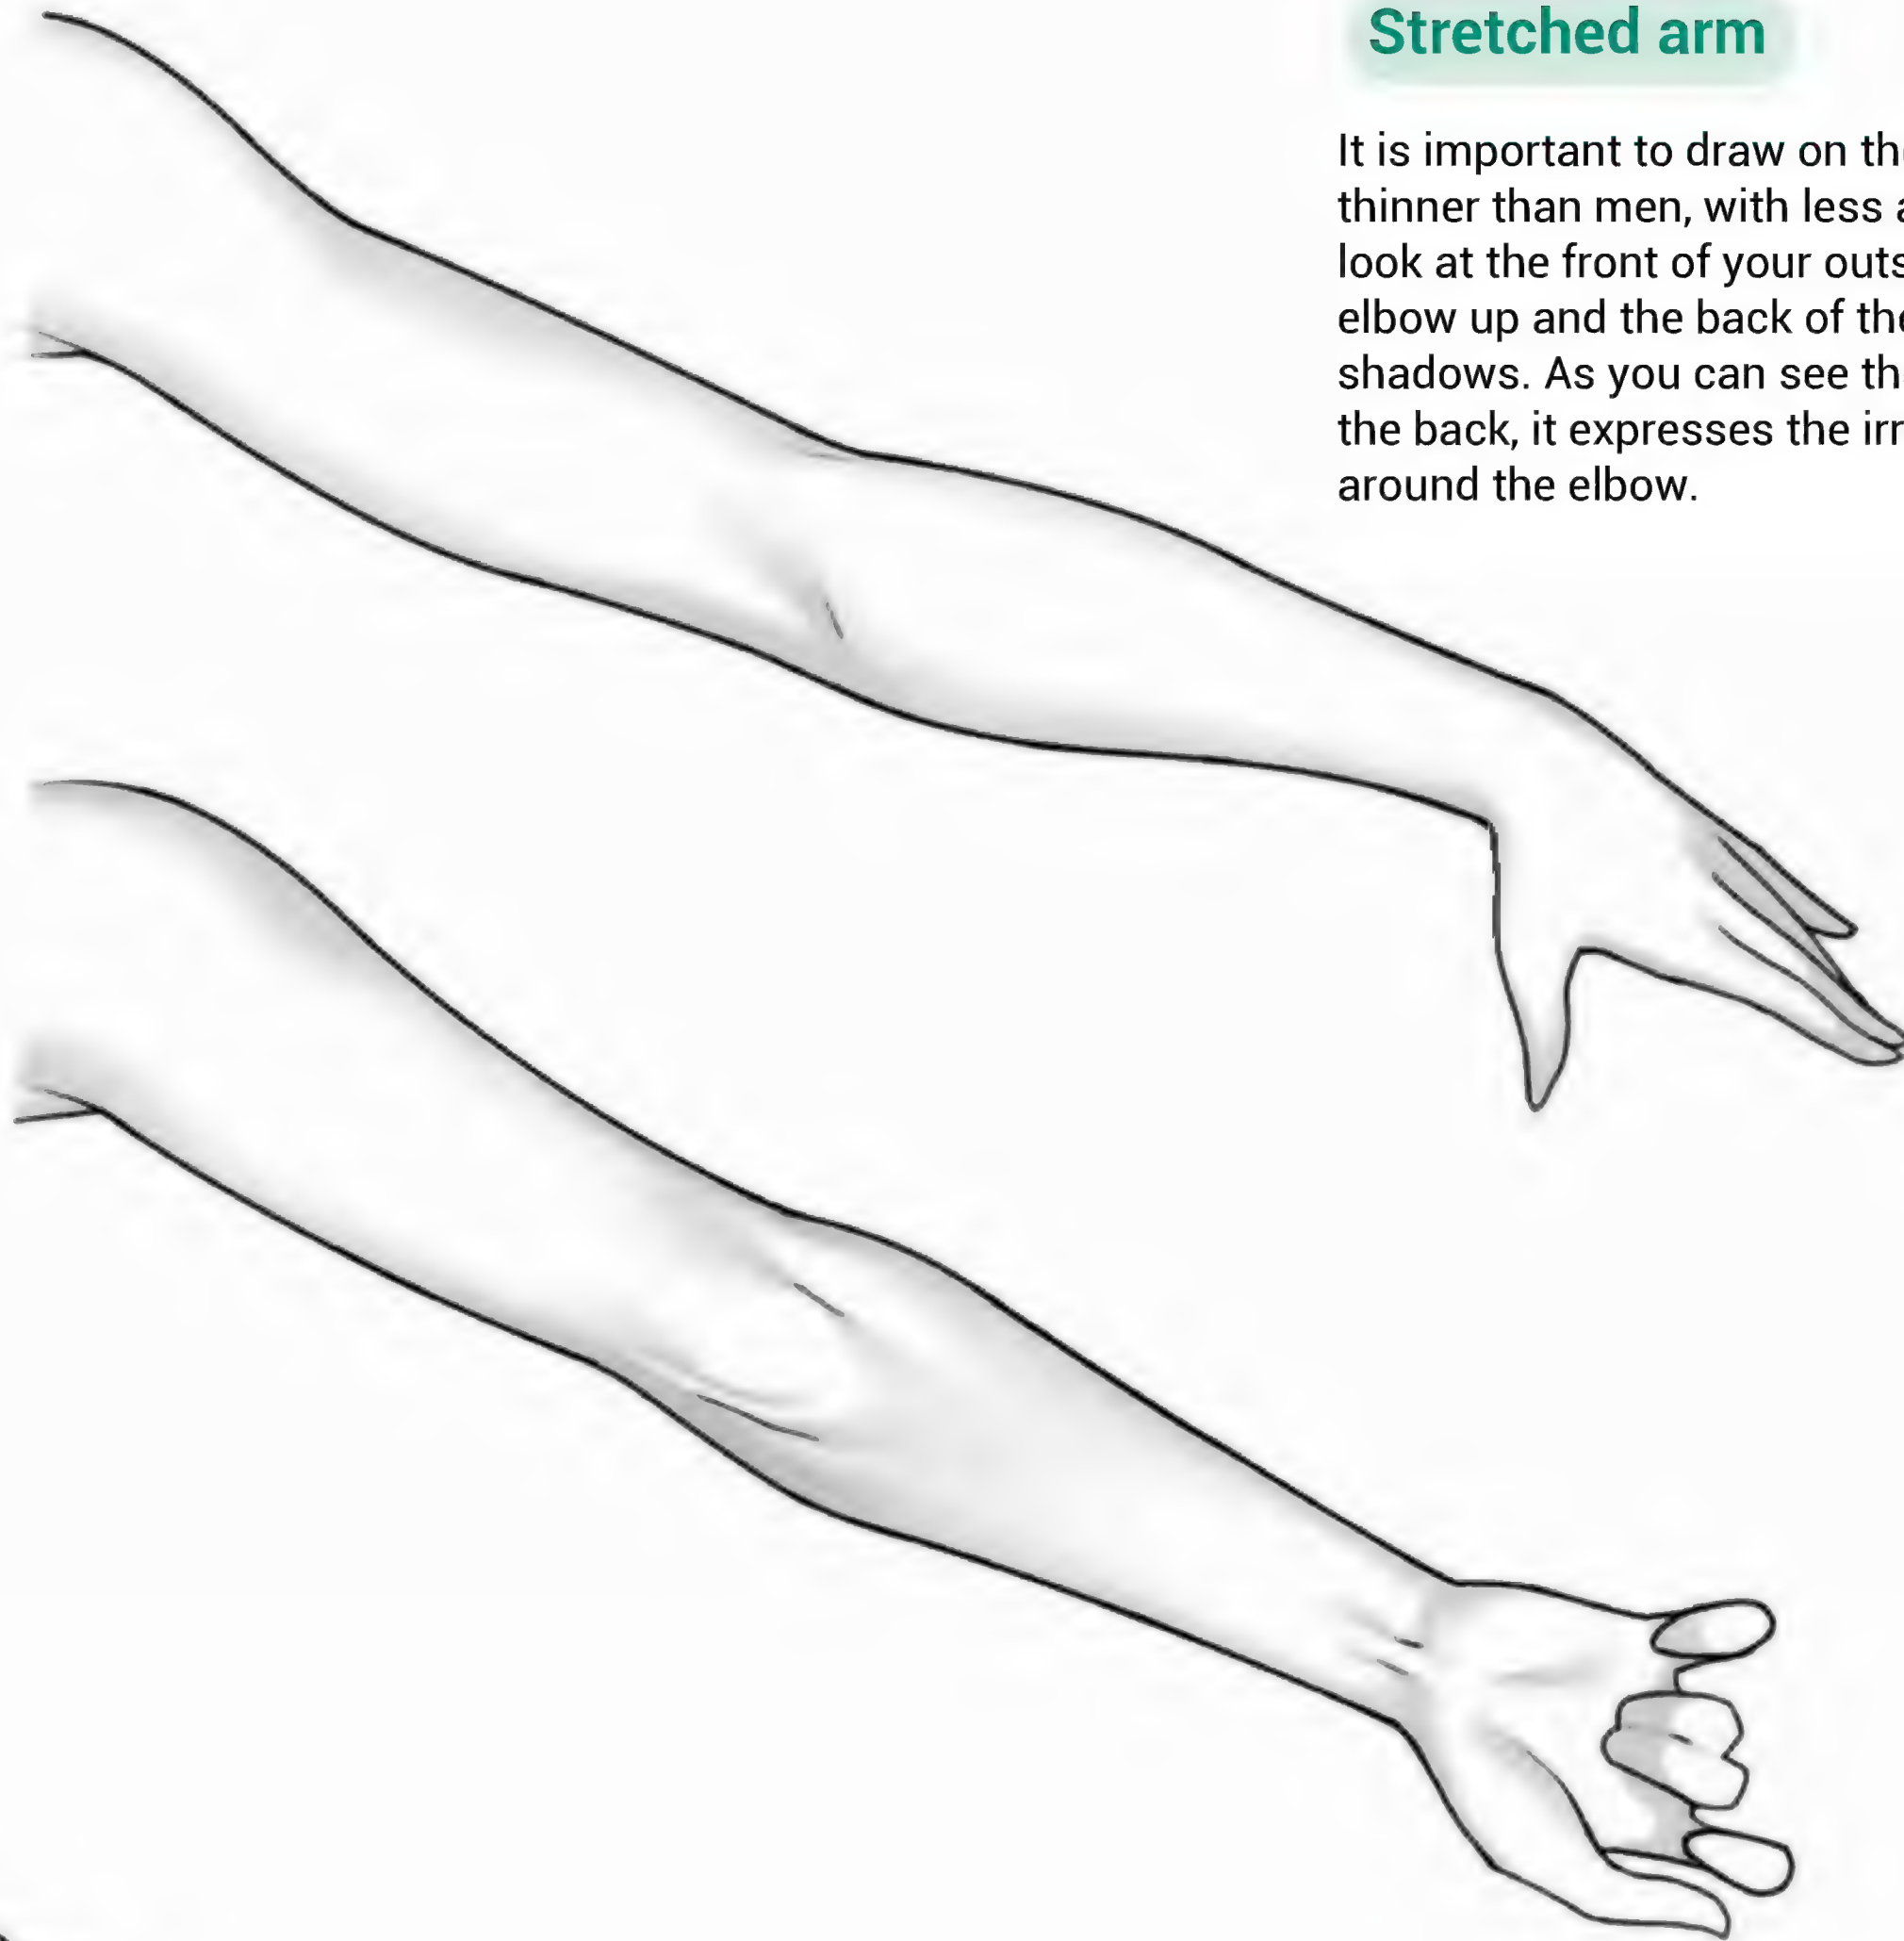 Stretched arm
It is important to draw on the
thinner than men, with less
look at the front of your
elbow up and the back of the
shadows. As you can see
the back, it expresses the
around the elbow.